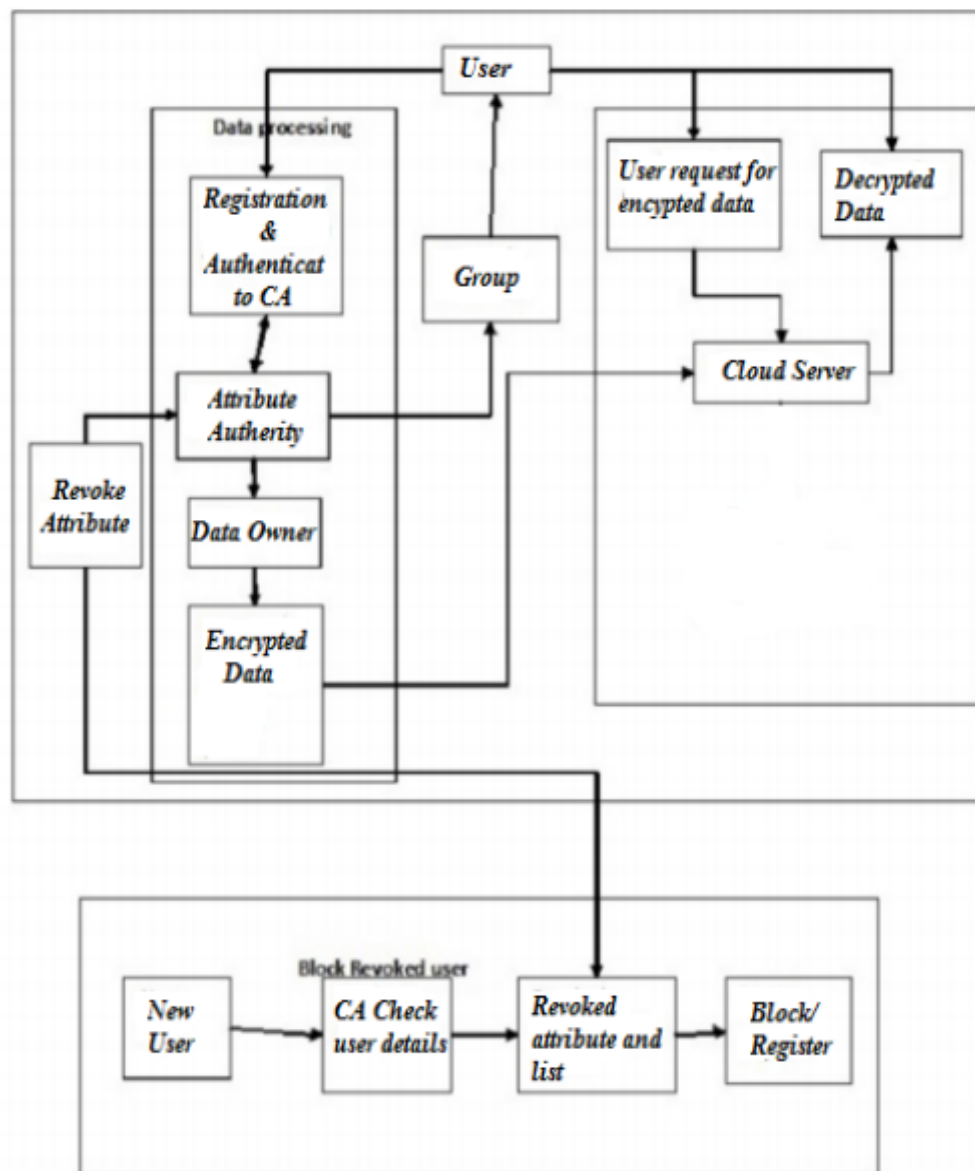 User
Data processing
Registration
&
Authenticat
to CA
User request for
encypted data
Decrypted
Data
Group
Cloud Server
Attribute
Autherity
Revoke
Attribute
Data Owner
Encrypted
Data
Block Revoked user
New
User
CA Check
user details
Revoked
attribute and
list
Block/
Register